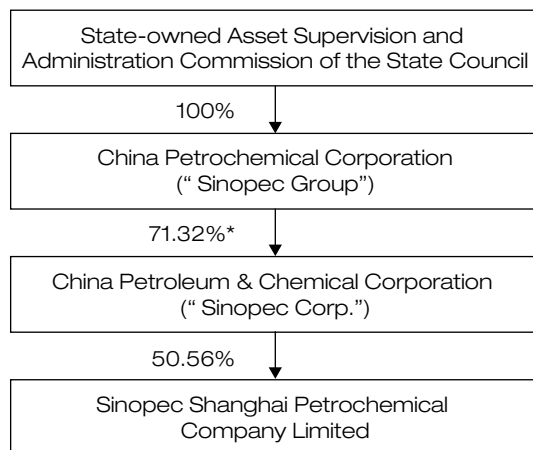 State-owned Asset Supervision and
Administration Commission of the State Council
100%
China Petrochemical Corporation
(“ Sinopec Group”)
71.32%*
China Petroleum & Chemical Corporation
(“ Sinopec Corp.”)
50.56%
Sinopec Shanghai Petrochemical
Company Limited